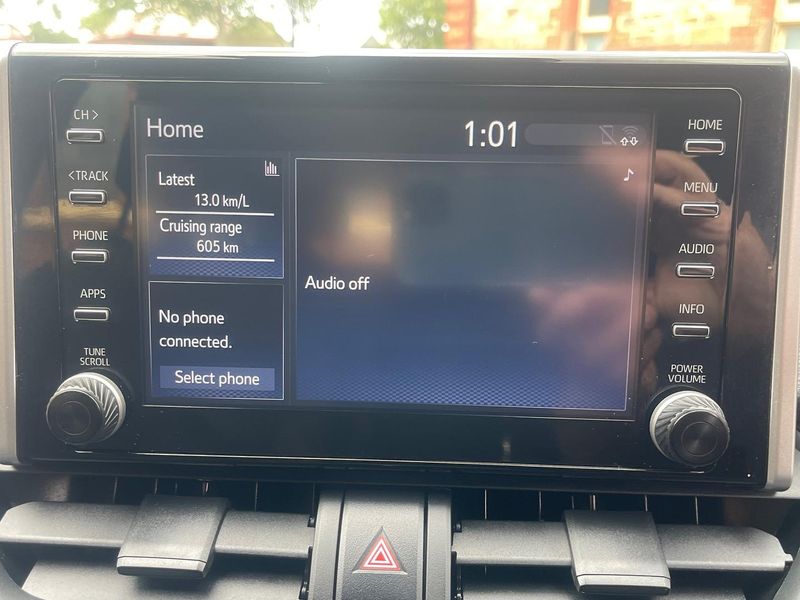 CH >
<TRACK
PHONE
APPS
TUNE
SCROLL
Home
1:01
Latest
13.0 km/L
Cruising range
605 km
No phone
connected.
Select phone
Audio off
HOME
MENU
AUDIO
INFO
POWER
VOLUME